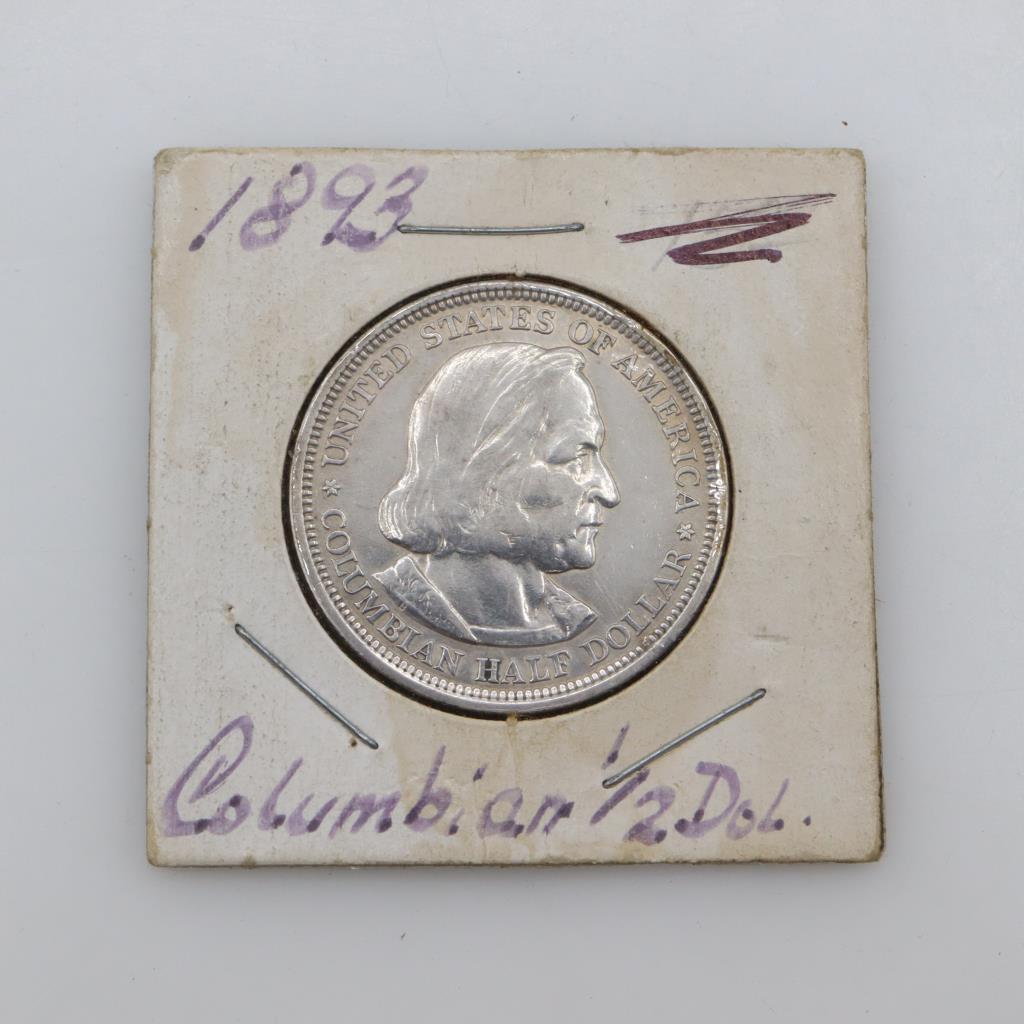 1893
UNITED STATES OF AMERICA
COLUMBIAN HALF DOLLAR
Columbian 1/2 Dol.